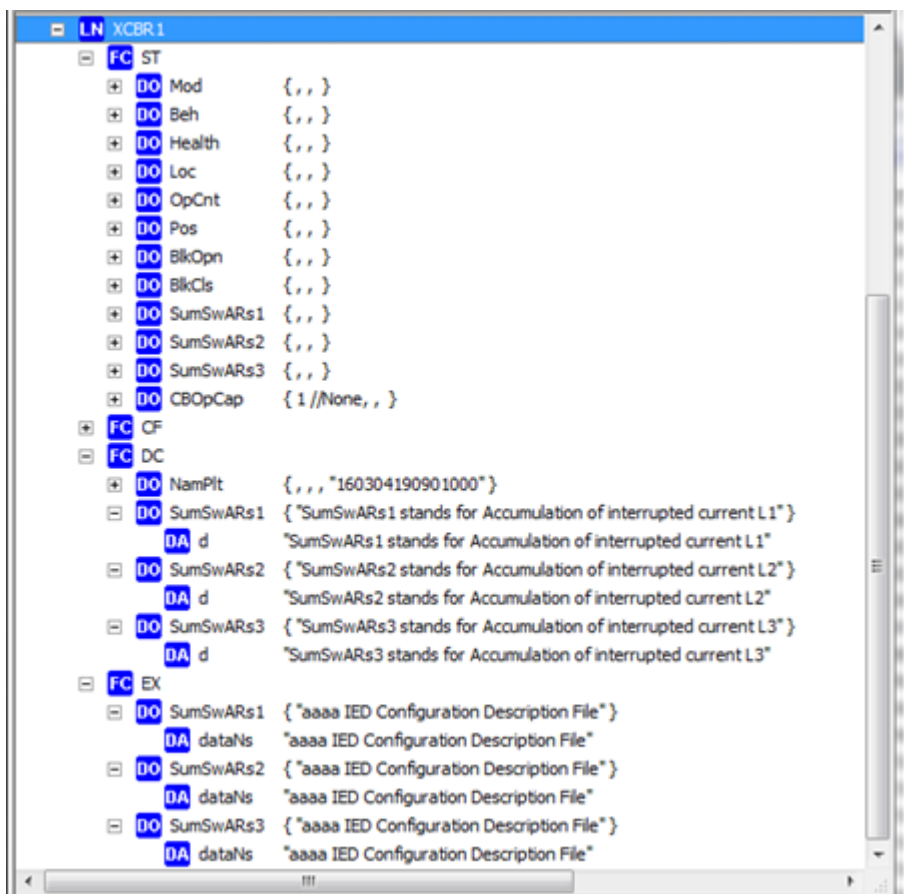 LN XCBR1
FC ST
DO Mod { , , }
DO Beh { , , }
DO Health { , , }
DO Loc { , , }
DO OpCnt { , , }
DO Pos { , , }
DO BlkOpn { , , }
DO BlkCls { , , }
DO SumSwARs1 { , , }
DO SumSwARs2 { , , }
DO SumSwARs3 { , , }
DO CBOpCap { 1 //None, , }
FC CF
FC DC
DO NamPlt { , , , "160304190901000" }
DO SumSwARs1 { "SumSwARs1 stands for Accumulation of interrupted current L1" }
DA d "SumSwARs1 stands for Accumulation of interrupted current L1"
DO SumSwARs2 { "SumSwARs2 stands for Accumulation of interrupted current L2" }
DA d "SumSwARs2 stands for Accumulation of interrupted current L2"
DO SumSwARs3 { "SumSwARs3 stands for Accumulation of interrupted current L3" }
DA d "SumSwARs3 stands for Accumulation of interrupted current L3"
FC EX
DO SumSwARs1 { "aaaa IED Configuration Description File" }
DA dataNs "aaaa IED Configuration Description File"
DO SumSwARs2 { "aaaa IED Configuration Description File" }
DA dataNs "aaaa IED Configuration Description File"
DO SumSwARs3 { "aaaa IED Configuration Description File" }
DA dataNs "aaaa IED Configuration Description File"